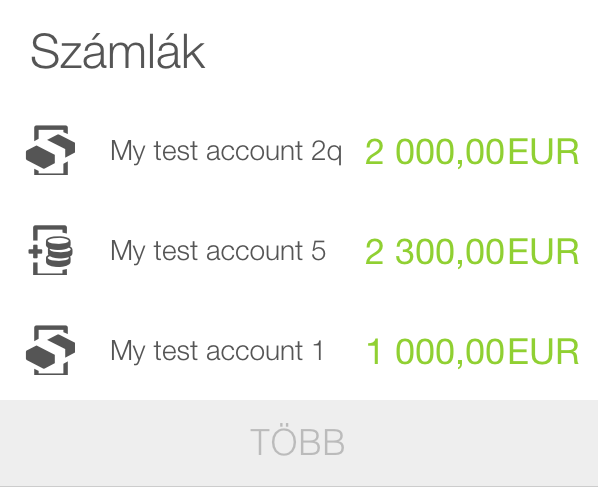 Számlák
My test account 2q 2 000,00EUR
My test account 5 2 300,00EUR
My test account 1 1 000,00EUR
TÖBB